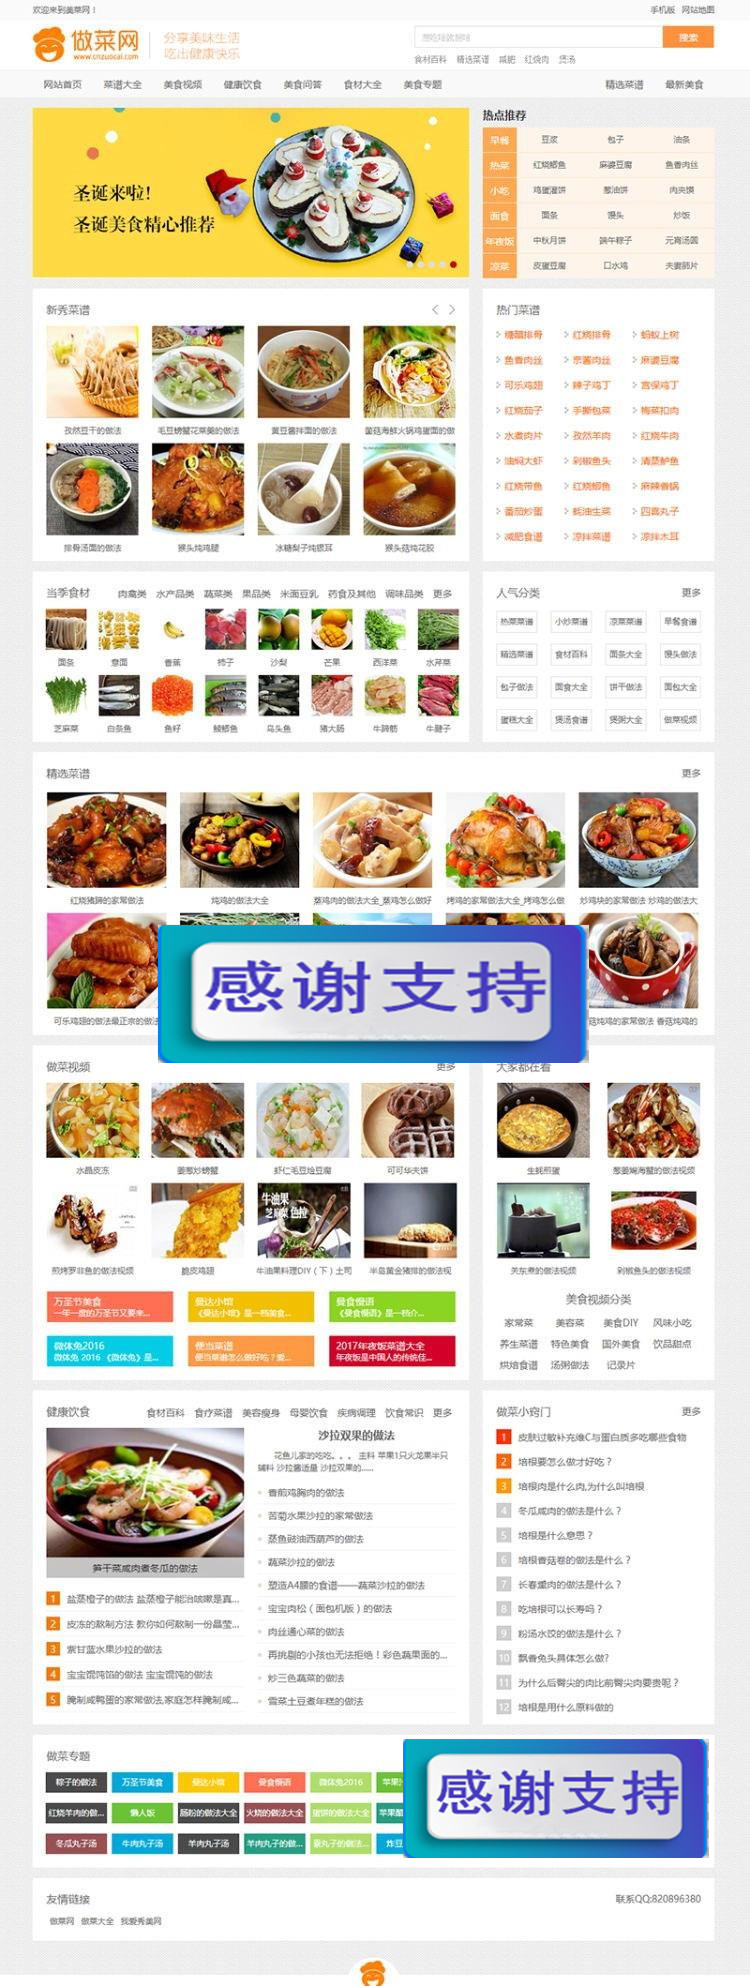 欢迎来到美菜网！
手机版 网站地图
做菜网
www.cnzuocai.com
分享美味生活
吃出健康快乐
搜索
食材百科 精选菜谱 减肥 红烧肉 煲汤
网站首页 菜谱大全 美食视频 健康饮食 美食问答 食材大全 美食专题 精选菜谱 最新美食
圣诞来啦!
圣诞美食精心推荐
热点推荐
早餐 豆浆 包子 油条
热菜 红烧鲫鱼 麻婆豆腐 鱼香肉丝
小吃 鸡蛋灌饼 葱油饼 肉夹馍
面食 面条 馒头 炒饭
年夜饭 中秋月饼 端午粽子 元宵汤圆
凉菜 皮蛋豆腐 口水鸡 夫妻肺片
新秀菜谱
孜然豆干的做法 毛豆螃蟹花菜羹的做法 黄豆酱拌面的做法 菌菇海鲜火锅鸡蛋面的做
排骨汤面的做法 猴头炖鸡腿 冰糖梨子炖银耳 猴头菇炖花胶
热门菜谱
糖醋排骨 红烧排骨 蚂蚁上树
鱼香肉丝 京酱肉丝 麻婆豆腐
可乐鸡翅 辣子鸡丁 宫保鸡丁
红烧茄子 手撕包菜 梅菜扣肉
水煮肉片 孜然羊肉 红烧牛肉
油焖大虾 剁椒鱼头 清蒸鲈鱼
红烧带鱼 红烧鲫鱼 麻辣香锅
番茄炒蛋 蚝油生菜 四喜丸子
减肥食谱 凉拌菜谱 凉拌木耳
当季食材 肉禽类 水产品类 蔬菜类 果品类 米面豆乳 药食及其他 调味品类 更多
面条 意面 香蕉 柿子 沙梨 芒果 西洋菜 水芹菜
芝麻菜 白条鱼 鱼籽 鲮鲫鱼 乌头鱼 猪大肠 牛蹄筋 牛腱子
人气分类 更多
热菜菜谱 小炒菜谱 凉菜菜谱 早餐食谱
精选菜谱 食材百科 面条大全 馒头做法
包子做法 面食大全 饼干做法 面包大全
蛋糕大全 煲汤食谱 煲粥大全 做菜视频
精选菜谱 更多
红烧猪蹄的家常做法 炖鸡的做法大全 蒸鸡肉的做法大全_蒸鸡怎么做好 烤鸡的家常做法大全_烤鸡怎么做 炒鸡块的家常做法 炒鸡的做法大
可乐鸡翅的做法最正宗的做法 菇炖鸡的家常做法 香菇炖鸡的
感谢支持
做菜视频 更多
水晶皮冻 姜葱炒螃蟹 虾仁毛豆烩豆腐 可可华夫饼
牛油果
芝麻菜 色拉
煎烤罗非鱼的做法视频 脆皮鸡翅 牛油果料理DIY（下）土司 半岛黄金猪排的做法视
万圣节美食 曼达小馆 曼食慢语
一年一度的万圣节又要来... 《曼达小馆》是一档美食... 《曼食慢语》是一档介...
微体兔2016 便当菜谱 2017年夜饭菜谱大全
微体兔 2016 《微体兔》是... 便当菜谱怎么做好吃？爱... 年夜饭是中国人的传统佳...
大家都在看
生蚝煎蛋 葱姜焗海蟹的做法视频
关东煮的做法视频 剁椒鱼头的做法视频
美食视频分类
家常菜 美容菜 美食DIY 风味小吃
养生菜谱 特色美食 国外美食 饮品甜点
烘焙食谱 汤粥做法 记录片
健康饮食 食材百科 食疗菜谱 美容瘦身 母婴饮食 疾病调理 饮食常识 更多
笋干菜咸肉煮冬瓜的做法
1 盐蒸橙子的做法 盐蒸橙子能治咳嗽是真...
2 皮冻的熬制方法 教你如何熬制一份晶莹...
3 紫甘蓝水果沙拉的做法
4 宝宝馄饨馅的做法 宝宝馄饨的做法
5 腌制咸鸭蛋的家常做法,家庭怎样腌制咸...
沙拉双果的做法
花鱼儿家的吃吃。。。 主料 苹果1只火龙果半只
辅料 沙拉酱适量 沙拉双果的.....
香煎鸡胸肉的做法
苦菊水果沙拉的家常做法
蒸鱼豉油西葫芦的做法
蔬菜沙拉的做法
塑造A4腰的食谱——蔬菜沙拉的做法
宝宝肉松（面包机版）的做法
肉丝通心菜的做法
再挑剔的小孩也无法拒绝！彩色蔬果面的...
炒三色蔬菜的做法
雪菜土豆煮年糕的做法
做菜小窍门 更多
1 皮肤过敏补充维C与蛋白质多吃哪些食物
2 培根要怎么做才好吃？
3 培根肉是什么肉,为什么叫培根
4 冬瓜咸肉的做法是什么？
5 培根是什么意思？
6 培根香菇卷的做法是什么？
7 长春熏肉的做法是什么？
8 吃培根可以长寿吗？
9 粉汤水饺的做法是什么？
10 飘香兔头具体怎么做?
11 为什么后臀尖的肉比前臀尖肉要贵呢？
12 培根是用什么原料做的
做菜专题
粽子的做法 万圣节美食 曼达小馆 曼食慢语 微体兔2016
红烧羊肉的做... 懒人饭 肠粉的做法大全 火烧的做法大全 蛋饼的做法大全
冬瓜丸子汤 牛肉丸子汤 羊肉丸子汤 羊肉丸子的做... 素丸子的做法... 炸豆
感谢支持
友情链接 联系QQ:820896380
做菜网 做菜大全 我爱秀美网